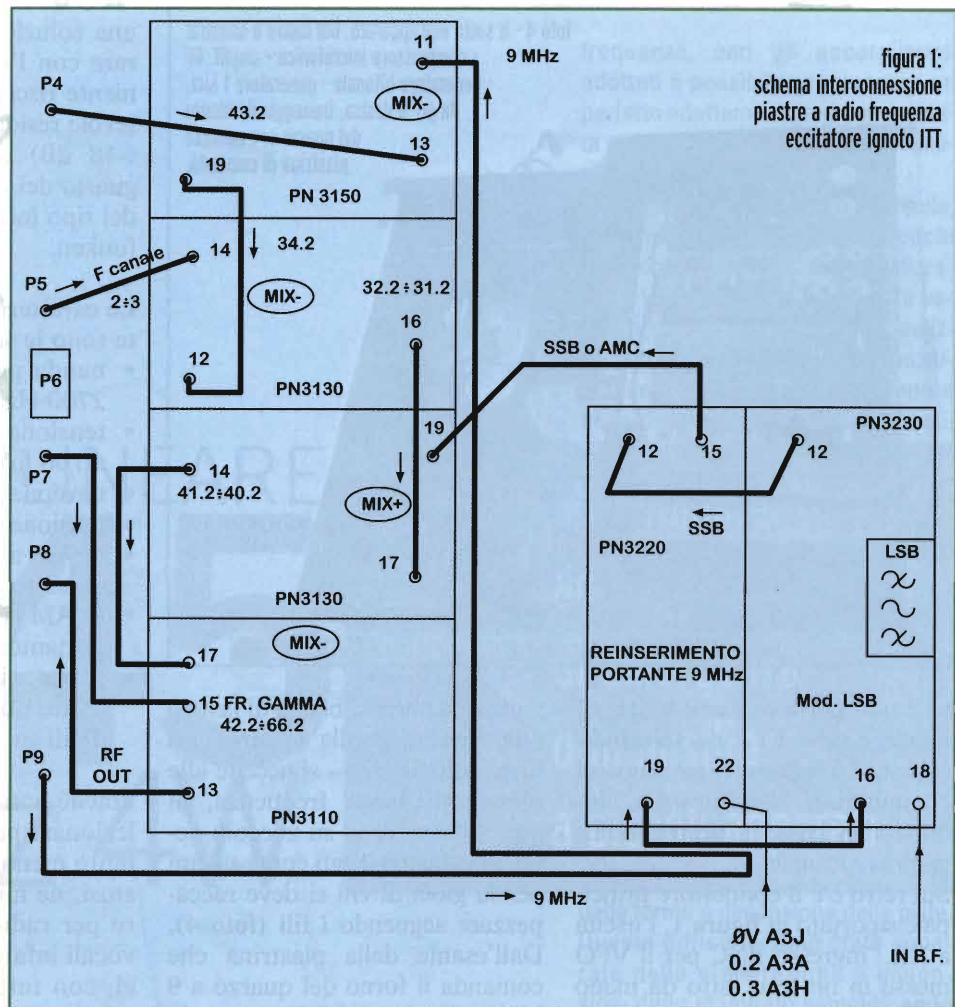 figura 1:
schema interconnessione
piastre a radio frequenza
eccitatore ignoto ITT
P4
43.2
11
9 MHz
MIX-
13
19
PN 3150
14
34.2
P5
F canale
2÷3
MIX-
32.2÷31.2
16
12
PN3130
P6
SSB o AMC
19
P7
14
41.2÷40.2
MIX+
17
PN3130
P8
MIX-
17
15 FR. GAMMA
42.2÷66.2
P9
RF
OUT
13
PN3110
9 MHz
PN3230
12
15
12
SSB
PN3220
LSB
REINSERIMENTO
PORTANTE 9 MHz
Mod. LSB
19
22
16
18
ØV A3J
0.2 A3A
0.3 A3H
IN B.F.